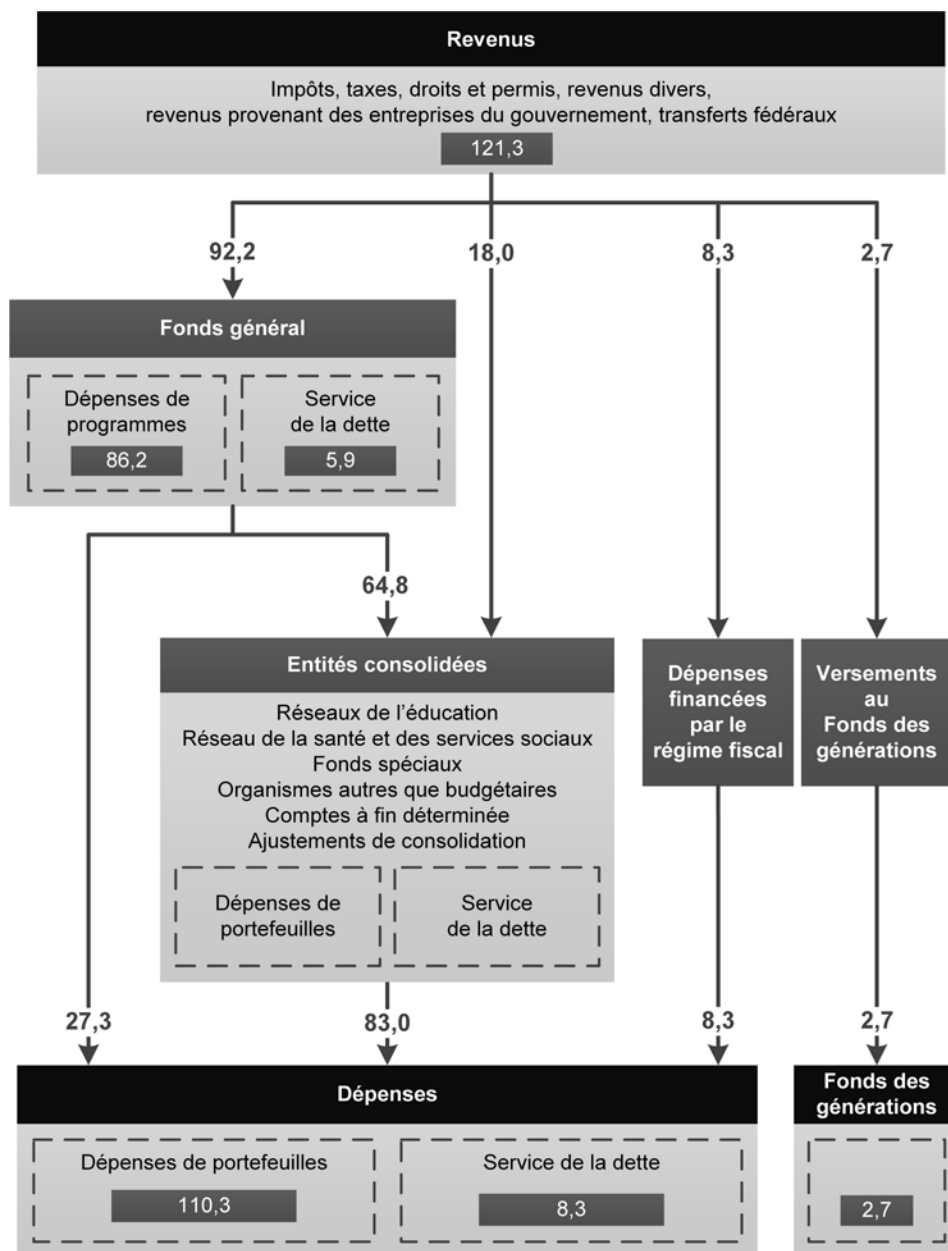 Revenus
Impôts, taxes, droits et permis, revenus divers,
revenus provenant des entreprises du gouvernement, transferts fédéraux
121,3
92,2
18,0
8,3
2,7
Fonds général
Dépenses de
programmes
86,2
Service
de la dette
5,9
64,8
Entités consolidées
Réseaux de l'éducation
Réseau de la santé et des services sociaux
Fonds spéciaux
Organismes autres que budgétaires
Comptes à fin déterminée
Ajustements de consolidation
Dépenses de
portefeuilles
Service
de la dette
Dépenses
financées
par le
régime fiscal
Versements
au
Fonds des
générations
27,3
83,0
8,3
2,7
Dépenses
Dépenses de portefeuilles
110,3
Service de la dette
8,3
Fonds des
générations
2,7